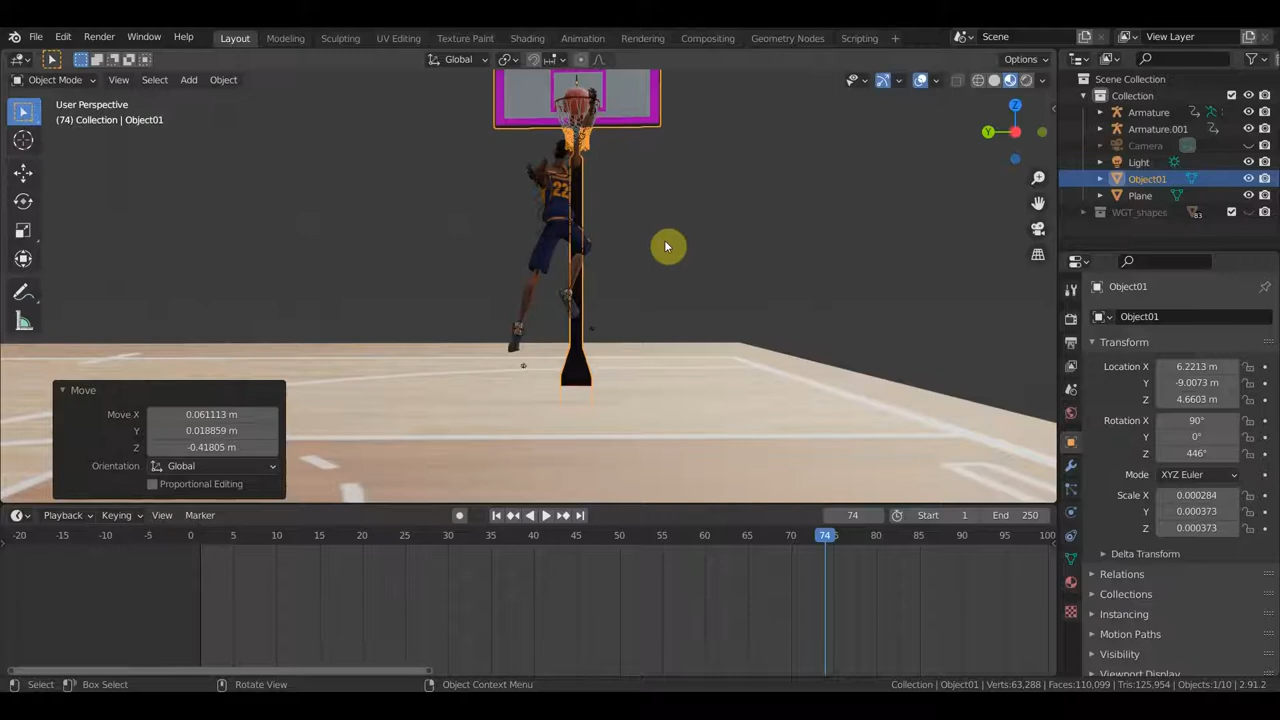 File Edit Render Window Help Layout Modeling Sculpting UV Editing Texture Paint Shading Animation Rendering Compositing Geometry Nodes Scripting + Scene View Layer
Global Options
Object Mode View Select Add Object
User Perspective
(74) Collection | Object01
Z
Y
22
Scene Collection
Collection
Armature
Armature.001
Camera
Light
Object01
Plane
WGT_shapes 83
Object01
Object01
Transform
Location X 6.2213 m
Y -9.0073 m
Z 4.6603 m
Rotation X 90°
Y 0°
Z 446°
Mode XYZ Euler
Scale X 0.000284
Y 0.000373
Z 0.000373
Delta Transform
Relations
Collections
Instancing
Motion Paths
Visibility
Viewport Display
Move
Move X 0.061113 m
Y 0.018859 m
Z -0.41805 m
Orientation Global
Proportional Editing
Playback Keying View Marker 74 Start 1 End 250
-20 -15 -10 -5 0 5 10 15 20 25 30 35 40 45 50 55 60 65 70 74 75 80 85 90 95 100
Select Box Select Rotate View Object Context Menu Collection | Object01 | Verts:63,288 | Faces:110,099 | Tris:125,954 | Objects:1/10 | 2.91.2